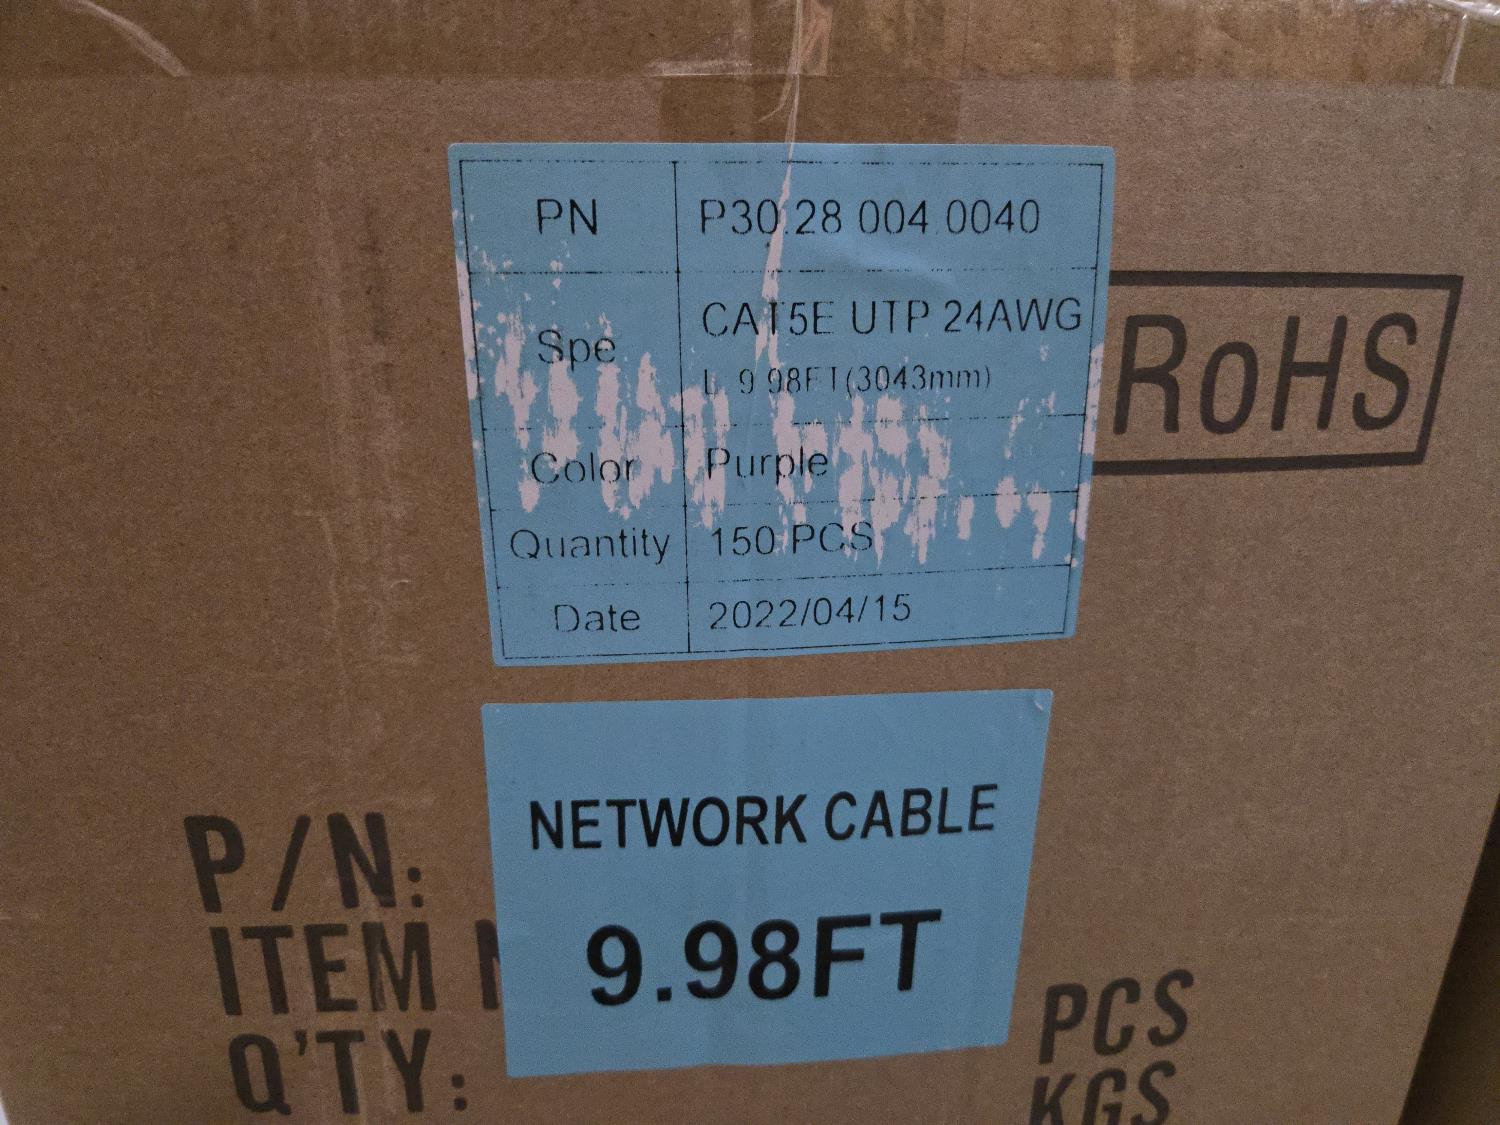 PN P30.28 004.0040
Spe CAT5E UTP 24AWG
L 9.98FT(3043mm)
Color Purple
Quantity 150 PCS
Date 2022/04/15
RoHS
NETWORK CABLE
9.98FT
P/N:
ITEM
Q'TY: PCS
KGS